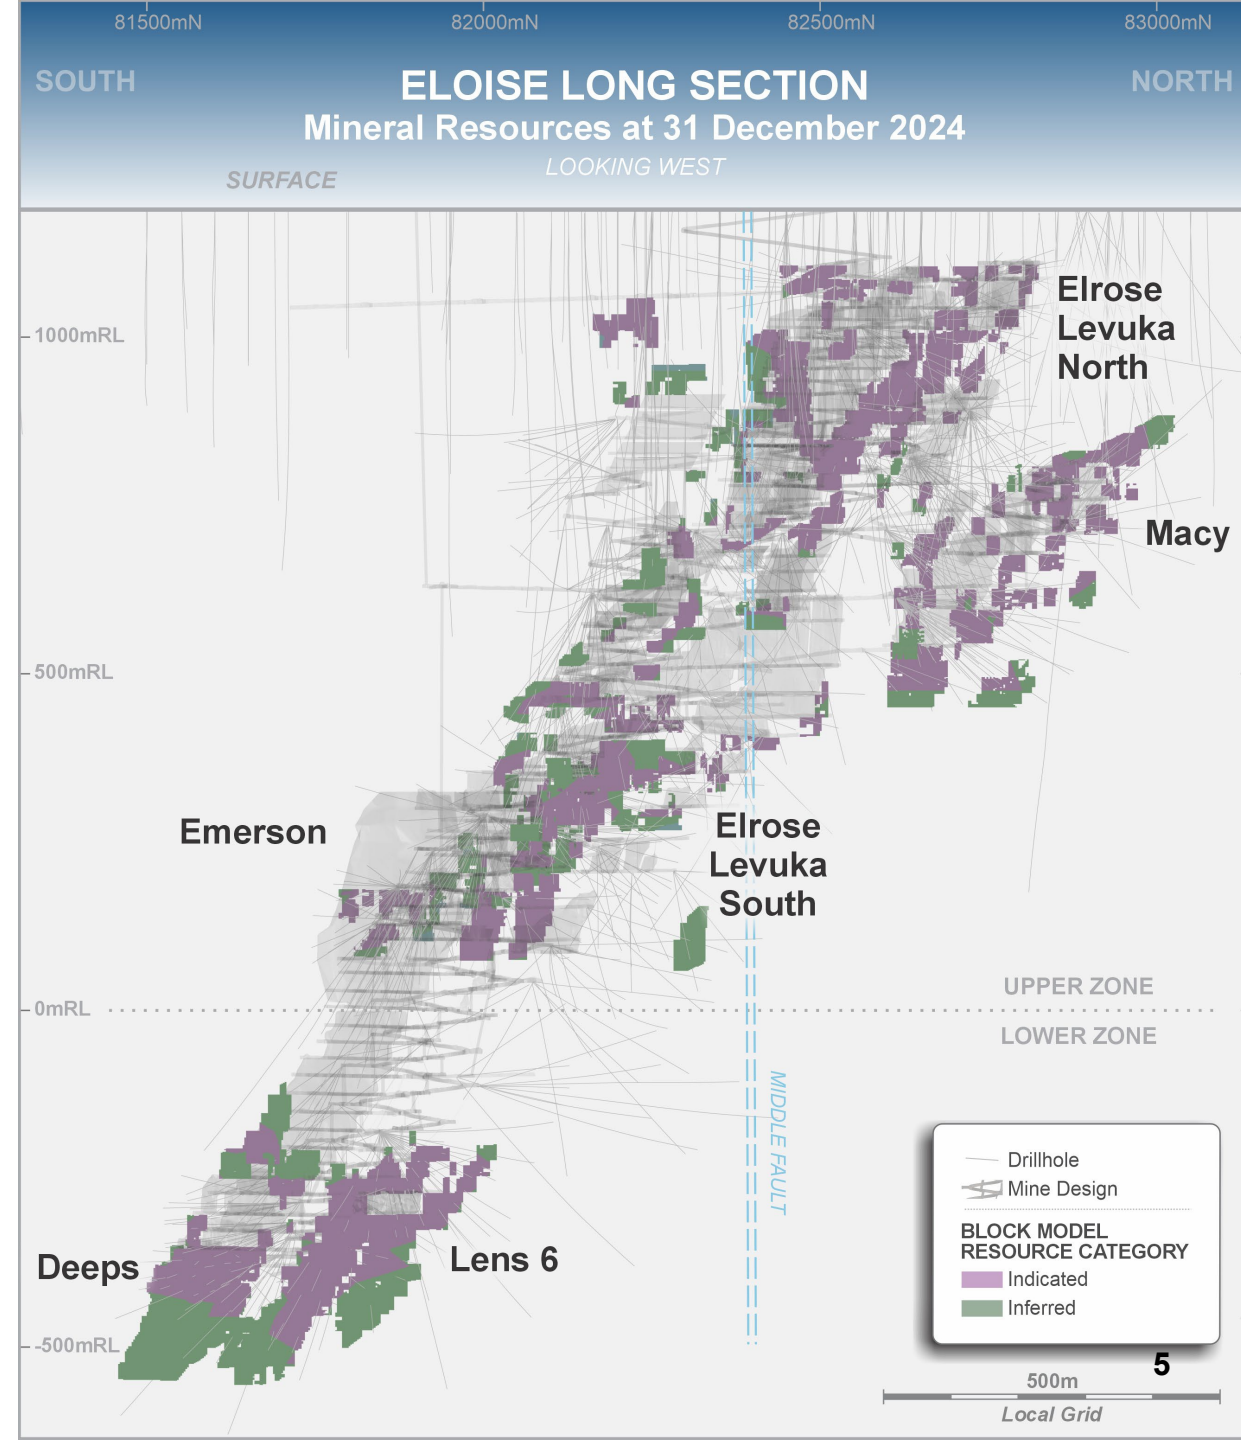 81500mN
82000mN
82500mN
83000mN
SOUTH
NORTH
ELOISE LONG SECTION
Mineral Resources at 31 December 2024
LOOKING WEST
SURFACE
Elrose
Levuka
North
1000mRL
Macy
500mRL
Emerson
Elrose
Levuka
South
UPPER ZONE
0mRL
LOWER ZONE
MIDDLE FAULT
Deeps
Lens 6
-500mRL
Drillhole
Mine Design
BLOCK MODEL
RESOURCE CATEGORY
Indicated
Inferred
5
500m
Local Grid